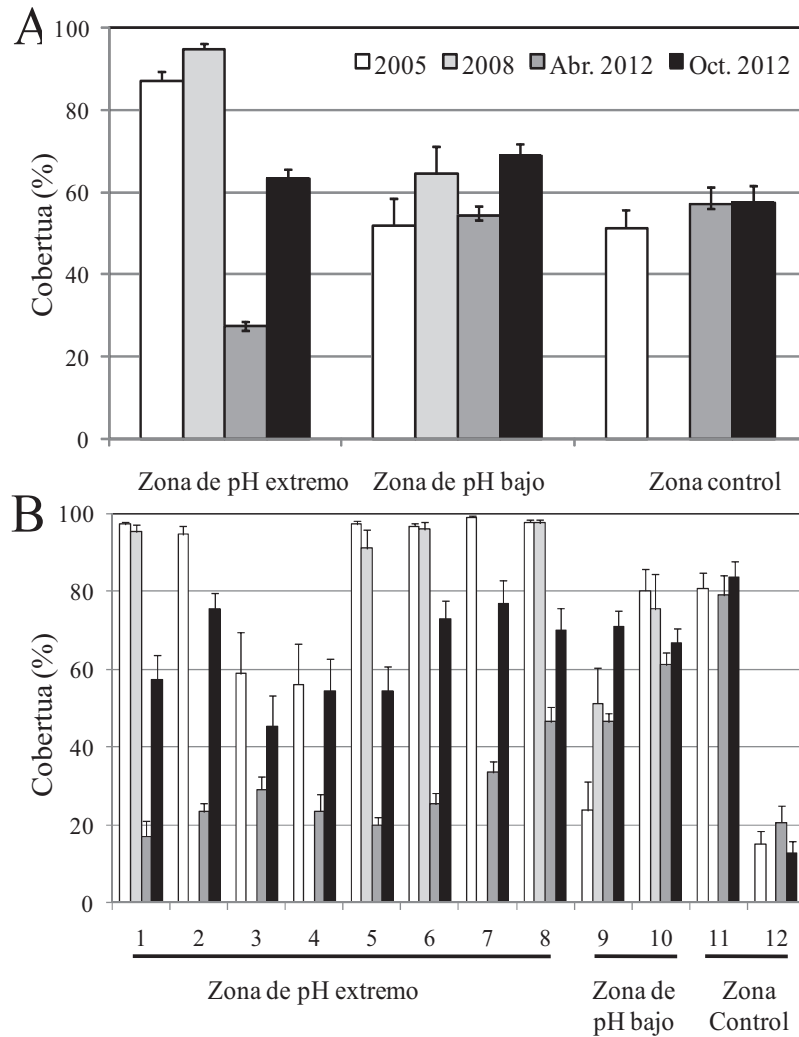 A
100
80
60
40
20
0
Cobertua (%)
2005 2008 Abr. 2012 Oct. 2012
Zona de pH extremo Zona de pH bajo Zona control
B
100
80
60
40
20
0
Cobertua (%)
1 2 3 4 5 6 7 8 9 10 11 12
Zona de pH extremo
Zona de
pH bajo
Zona
Control